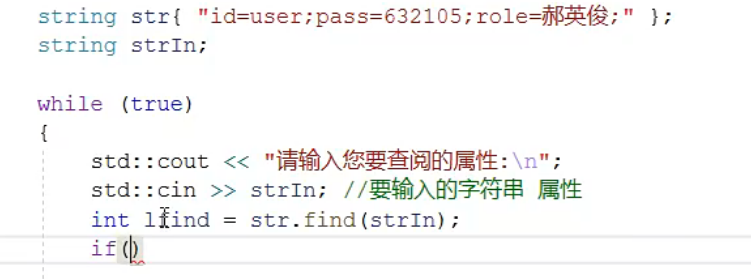 string str{ "id=user;pass=632105;role=郝英俊;" };
string strIn;
while (true)
{
std::cout << "请输入您要查阅的属性:\n";
std::cin >> strIn; //要输入的字符串 属性
int lfind = str.find(strIn);
if()